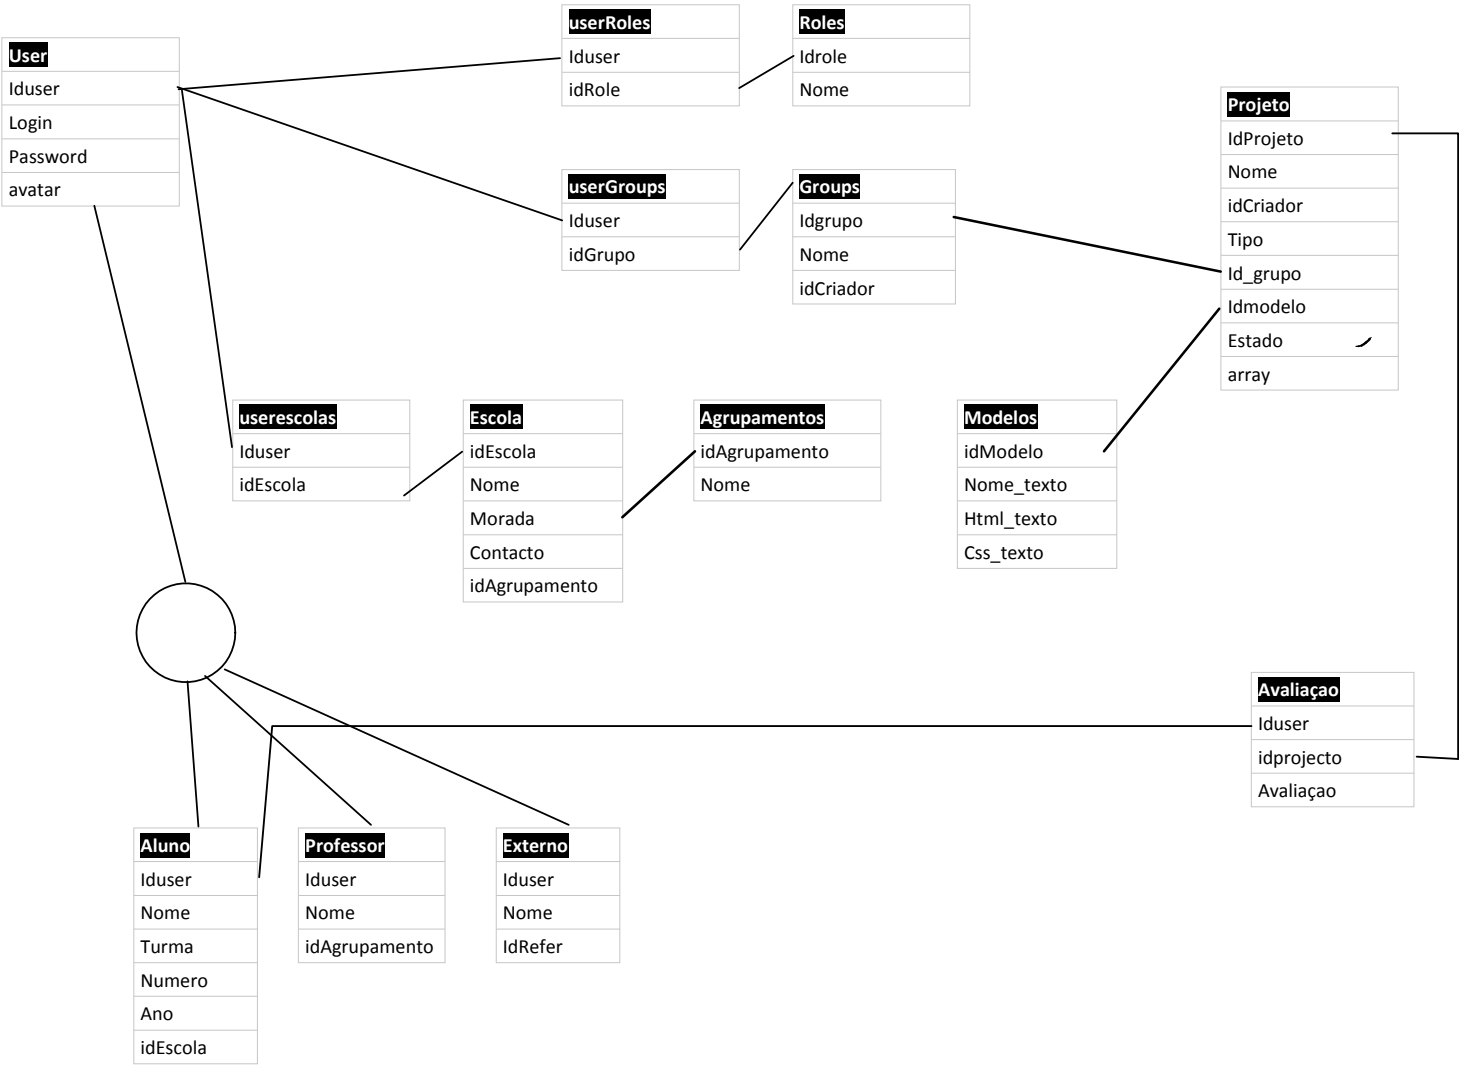 User
Iduser
Login
Password
avatar
userRoles
Iduser
idRole
Roles
Idrole
Nome
userGroups
Iduser
idGrupo
Groups
Idgrupo
Nome
idCriador
Projeto
IdProjeto
Nome
idCriador
Tipo
Id_grupo
Idmodelo
Estado
array
userescolas
Iduser
idEscola
Escola
idEscola
Nome
Morada
Contacto
idAgrupamento
Agrupamentos
idAgrupamento
Nome
Modelos
idModelo
Nome_texto
Html_texto
Css_texto
Avaliaçao
Iduser
idprojecto
Avaliaçao
Aluno
Iduser
Nome
Turma
Numero
Ano
idEscola
Professor
Iduser
Nome
idAgrupamento
Externo
Iduser
Nome
IdRefer